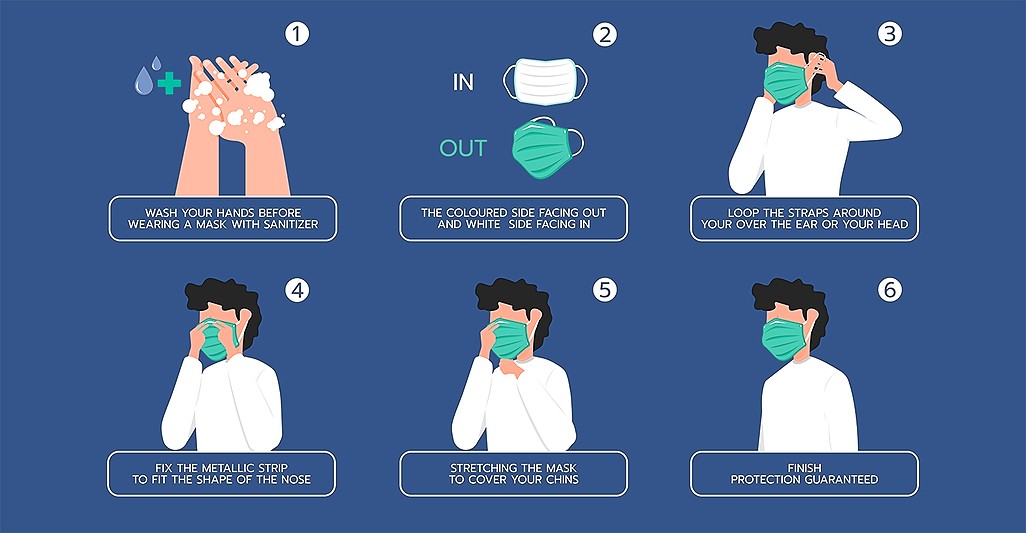 1
WASH YOUR HANDS BEFORE
WEARING A MASK WITH SANITIZER
2
IN
OUT
THE COLOURED SIDE FACING OUT
AND WHITE SIDE FACING IN
3
LOOP THE STRAPS AROUND
YOUR OVER THE EAR OR YOUR HEAD
4
FIX THE METALLIC STRIP
TO FIT THE SHAPE OF THE NOSE
5
STRETCHING THE MASK
TO COVER YOUR CHINS
6
FINISH
PROTECTION GUARANTEED